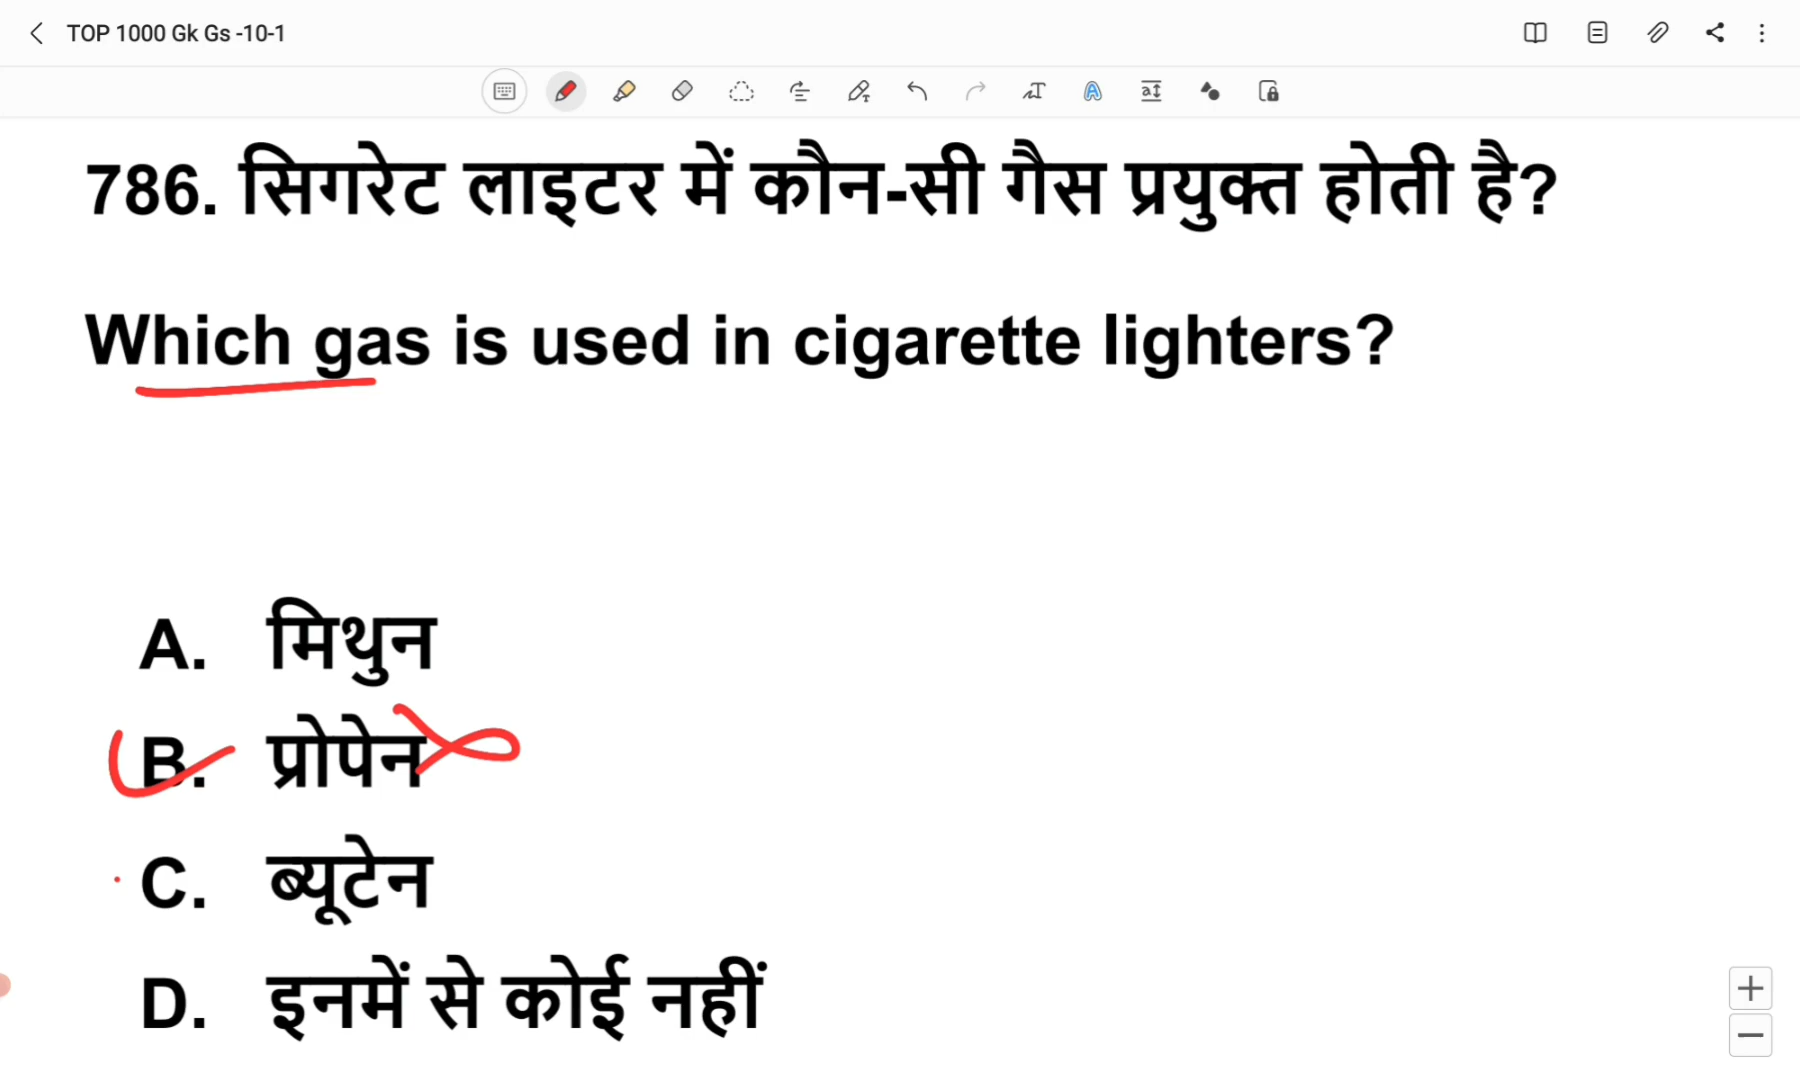 TOP 1000 Gk Gs -10-1
786. सिगरेट लाइटर में कौन-सी गैस प्रयुक्त होती है?
Which gas is used in cigarette lighters?
A. मिथुन
B. प्रोपेन
C. ब्यूटेन
D. इनमें से कोई नहीं